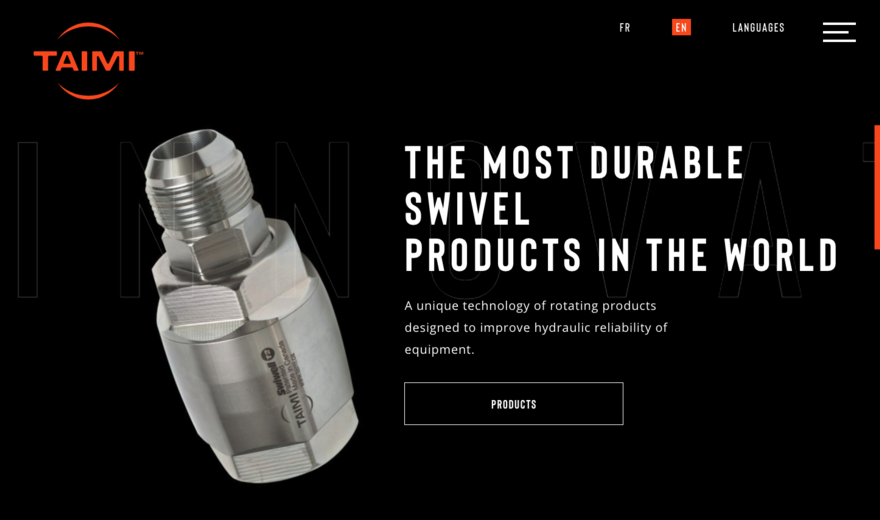 FR
EN
LANGUAGES
TAIMI™
INNOVAT
THE MOST DURABLE
SWIVEL
PRODUCTS IN THE WORLD
A unique technology of rotating products
designed to improve hydraulic reliability of
equipment.
PRODUCTS
TAIMI